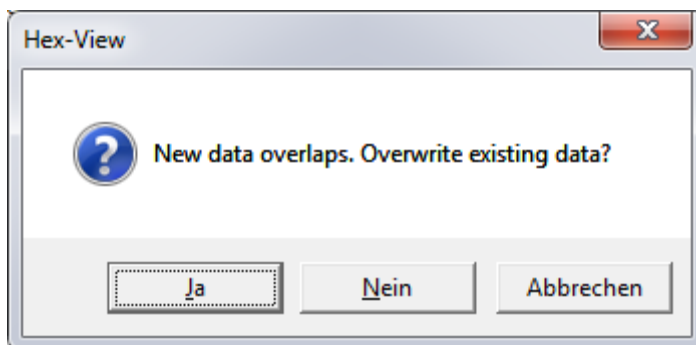 Hex-View
New data overlaps. Overwrite existing data?
Ja
Nein
Abbrechen